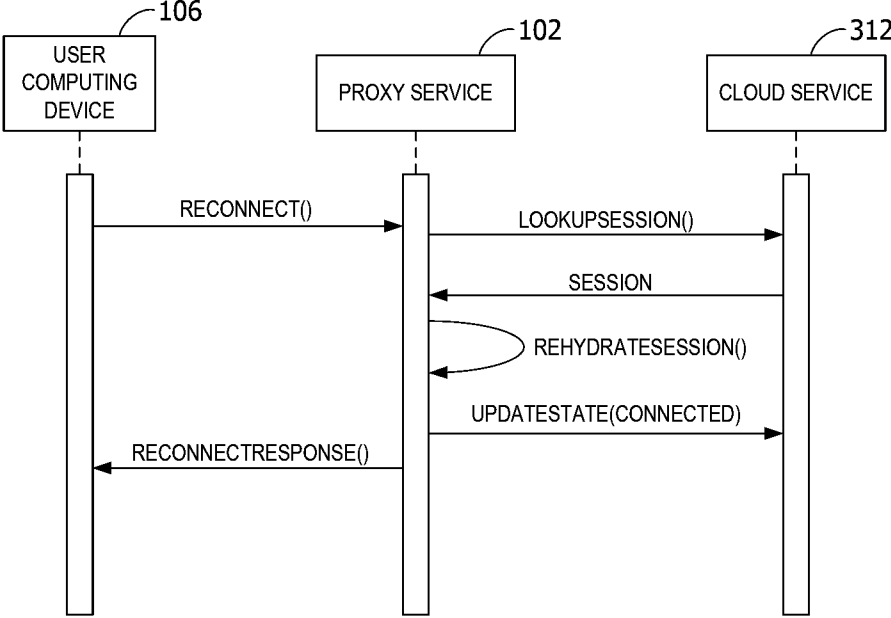 106
102
312
USER
COMPUTING
DEVICE
PROXY SERVICE
CLOUD SERVICE
RECONNECT()
LOOKUPSESSION()
SESSION
REHYDRATESESSION()
UPDATESTATE(CONNECTED)
RECONNECTRESPONSE()